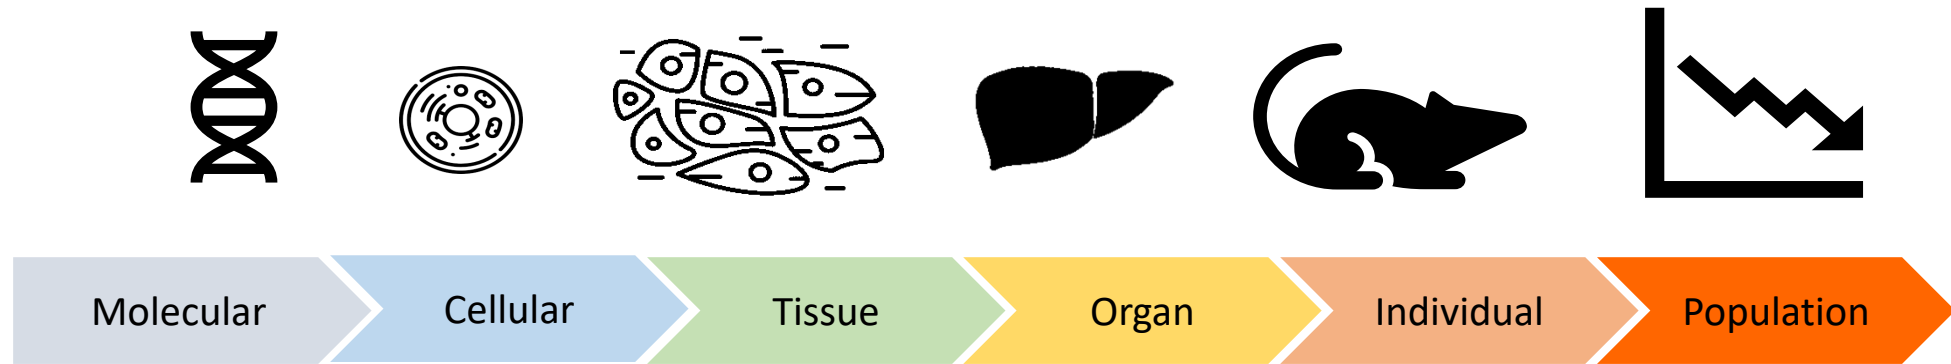 Molecular
Cellular
Tissue
Organ
Individual
Population